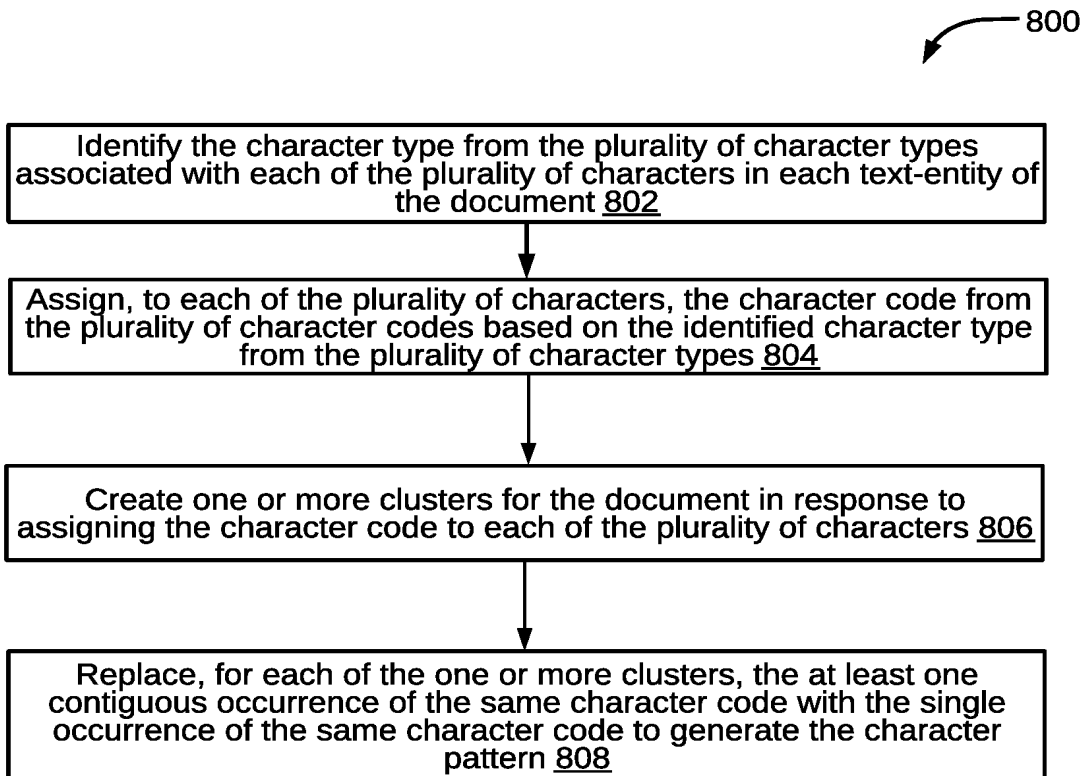 800
Identify the character type from the plurality of character types
associated with each of the plurality of characters in each text-entity of
the document 802
Assign, to each of the plurality of characters, the character code from
the plurality of character codes based on the identified character type
from the plurality of character types 804
Create one or more clusters for the document in response to
assigning the character code to each of the plurality of characters 806
Replace, for each of the one or more clusters, the at least one
contiguous occurrence of the same character code with the single
occurrence of the same character code to generate the character
pattern 808